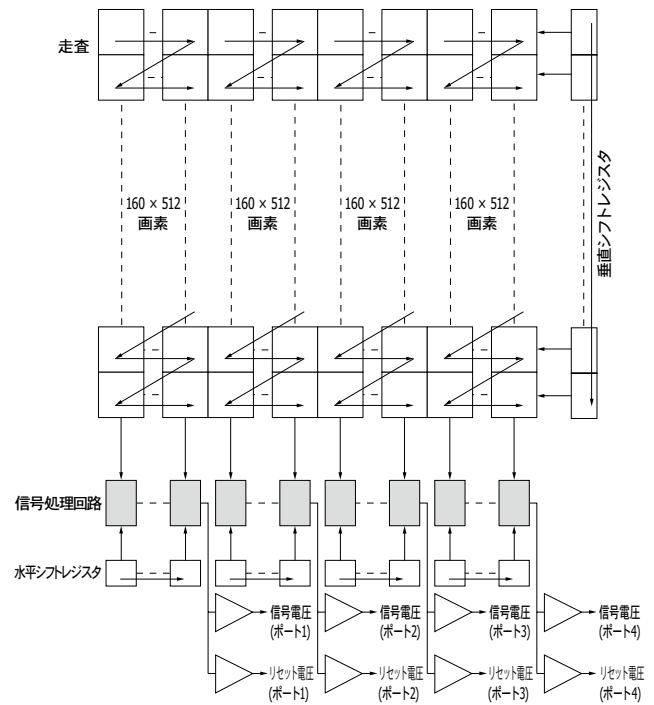 走査
160 × 512
画素
160 × 512
画素
160 × 512
画素
160 × 512
画素
垂直シフトレジスタ
信号処理回路
水平シフトレジスタ
信号電圧
(ポート1)
信号電圧
(ポート2)
信号電圧
(ポート3)
信号電圧
(ポート4)
リセット電圧
(ポート1)
リセット電圧
(ポート2)
リセット電圧
(ポート3)
リセット電圧
(ポート4)